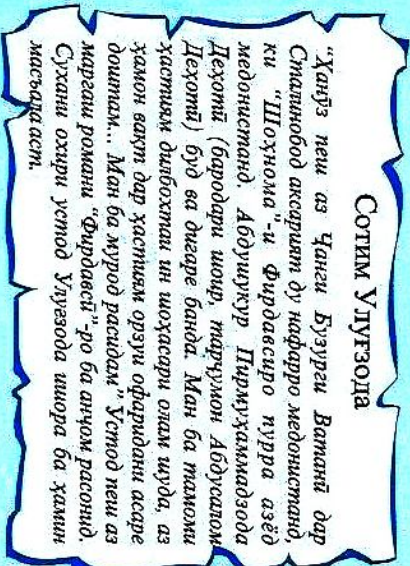 Сотим Улуғзода
"Ҳанӯз пеш аз Ҷанги Бузурги Ватанӣ дар
Сталинобод аксарият ду нафарро медонистанд,
ки "Шоҳнома"-и Фирдавсиро пурра азёд
медонистанд. Абдушукур Пирмуҳаммадзода
Деҳотӣ (бародари шоир, тарҷумон Абдусалом
Деҳотӣ) буд ва дигаре банда. Ман ба тамоми
ҳастиям дилбохтаи ин шоҳасари олам шуда, аз
ҳамон вақт дар ҳастиям орзуи офаридани асаре
доштам... Ман ба мурод расидам." Устод пеш аз
маргаш романи "Фирдавсӣ"-ро ба анҷом расонид.
Сухани охири устод Улуғзода ишора ба ҳамин
масъала аст.